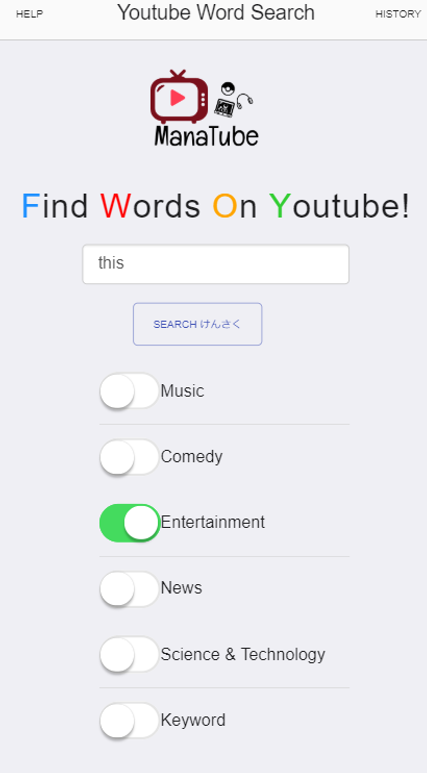 HELP Youtube Word Search HISTORY
ManaTube
Find Words On Youtube!
this
SEARCH けんさく
Music
Comedy
Entertainment
News
Science & Technology
Keyword